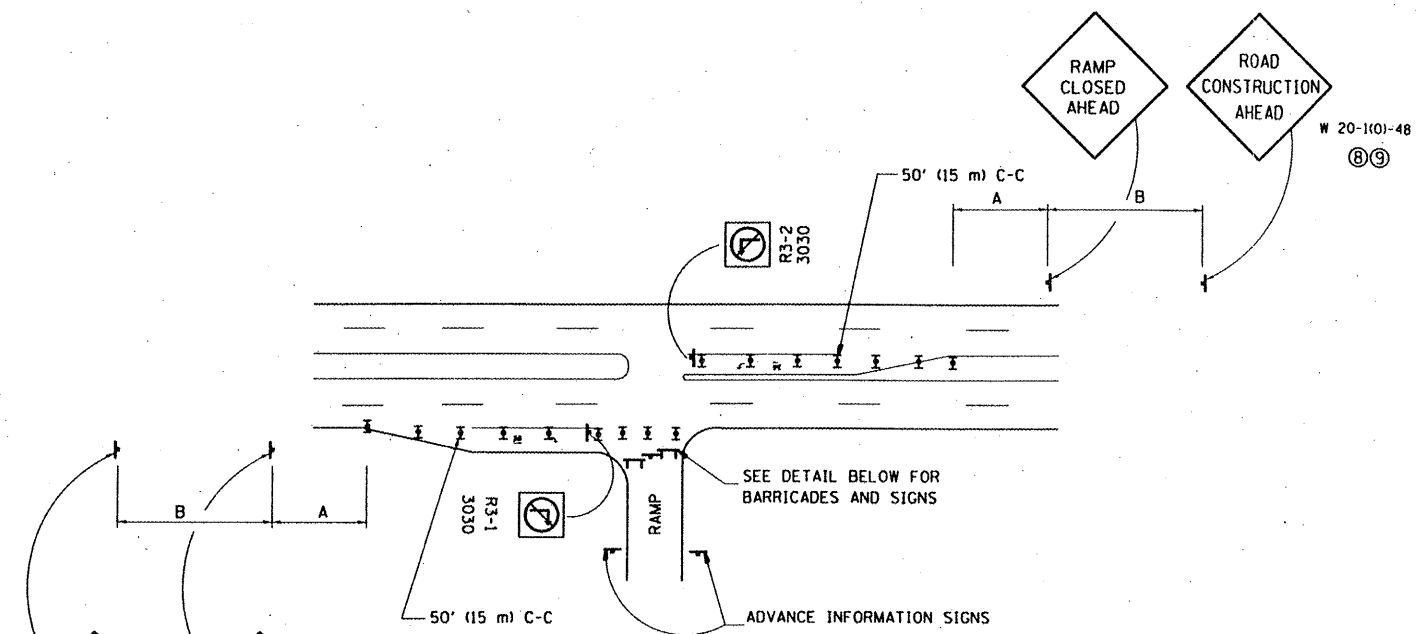 RAMP
CLOSED
AHEAD
ROAD
CONSTRUCTION
AHEAD
W 20-1(O)-48
⑧⑨
50' (15 m) C-C
A
B
R3-2
3030
SEE DETAIL BELOW FOR
BARRICADES AND SIGNS
B
A
R3-1
3030
RAMP
50' (15 m) C-C
ADVANCE INFORMATION SIGNS